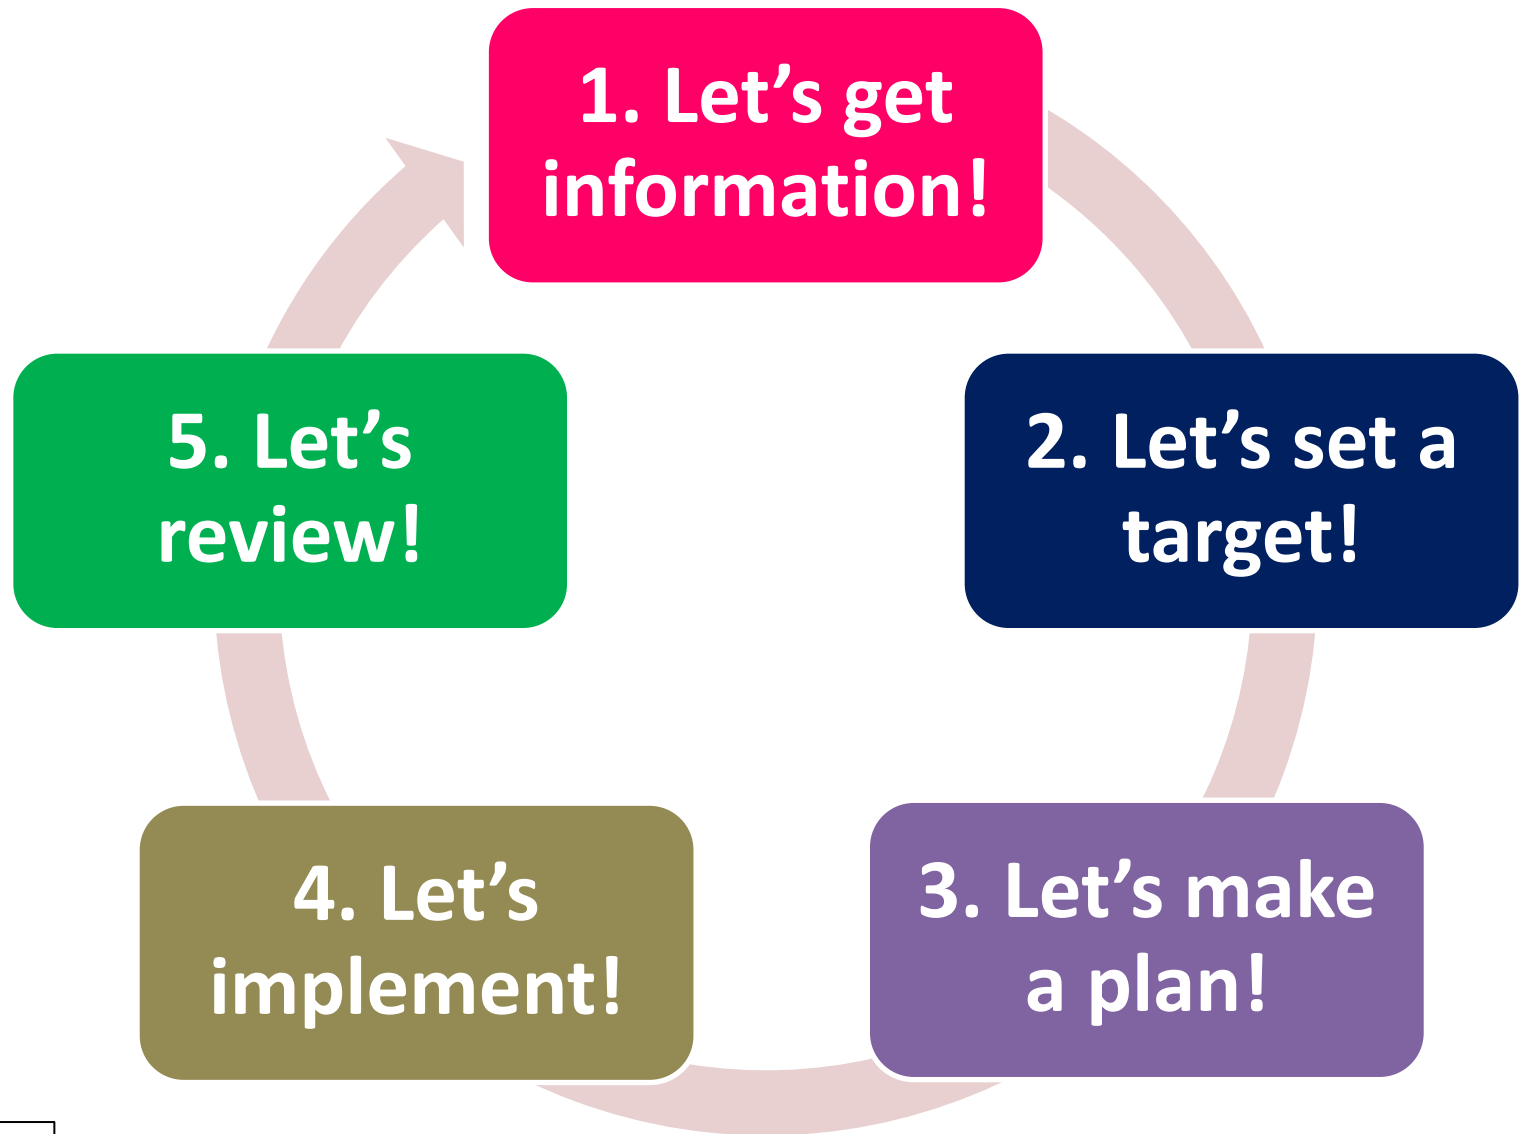 1. Let’s get
information!
2. Let’s set a
target!
3. Let’s make
a plan!
4. Let’s
implement!
5. Let’s
review!